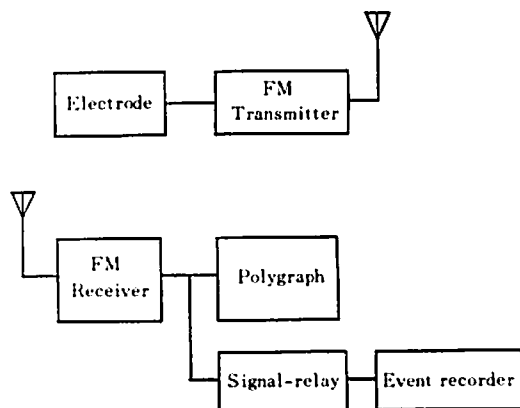 Electrode
FM
Transmitter
FM
Receiver
Polygraph
Signal-relay
Event recorder